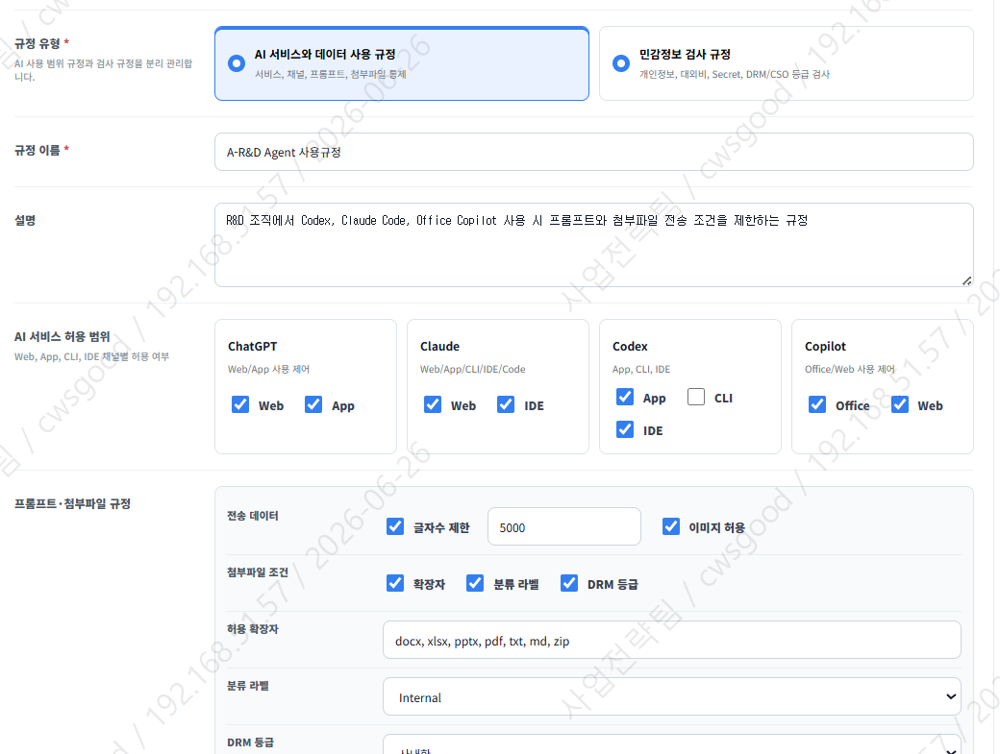 규정 유형 *
AI 사용 범위 규정과 검사 규정을 분리 관리합
니다.
AI 서비스와 데이터 사용 규정
서비스, 채널, 프롬프트, 첨부파일 통제
민감정보 검사 규정
개인정보, 대외비, Secret, DRM/CSO 등급 검사
규정 이름 *
A-R&D Agent 사용규정
설명
R&D 조직에서 Codex, Claude Code, Office Copilot 사용 시 프롬프트와 첨부파일 전송 조건을 제한하는 규정
AI 서비스 허용 범위
Web, App, CLI, IDE 채널별 허용 여부
ChatGPT
Web/App 사용 제어
Web App
Claude
Web/App/CLI/IDE/Code
Web IDE
Codex
App, CLI, IDE
App CLI
IDE
Copilot
Office/Web 사용 제어
Office Web
프롬프트·첨부파일 규정
전송 데이터
글자수 제한 5000 이미지 허용
첨부파일 조건
확장자 분류 라벨 DRM 등급
허용 확장자
docx, xlsx, pptx, pdf, txt, md, zip
분류 라벨
Internal
DRM 등급
사업전략팀 / cwsgood / 192.168.51.57 / 2026-06-26